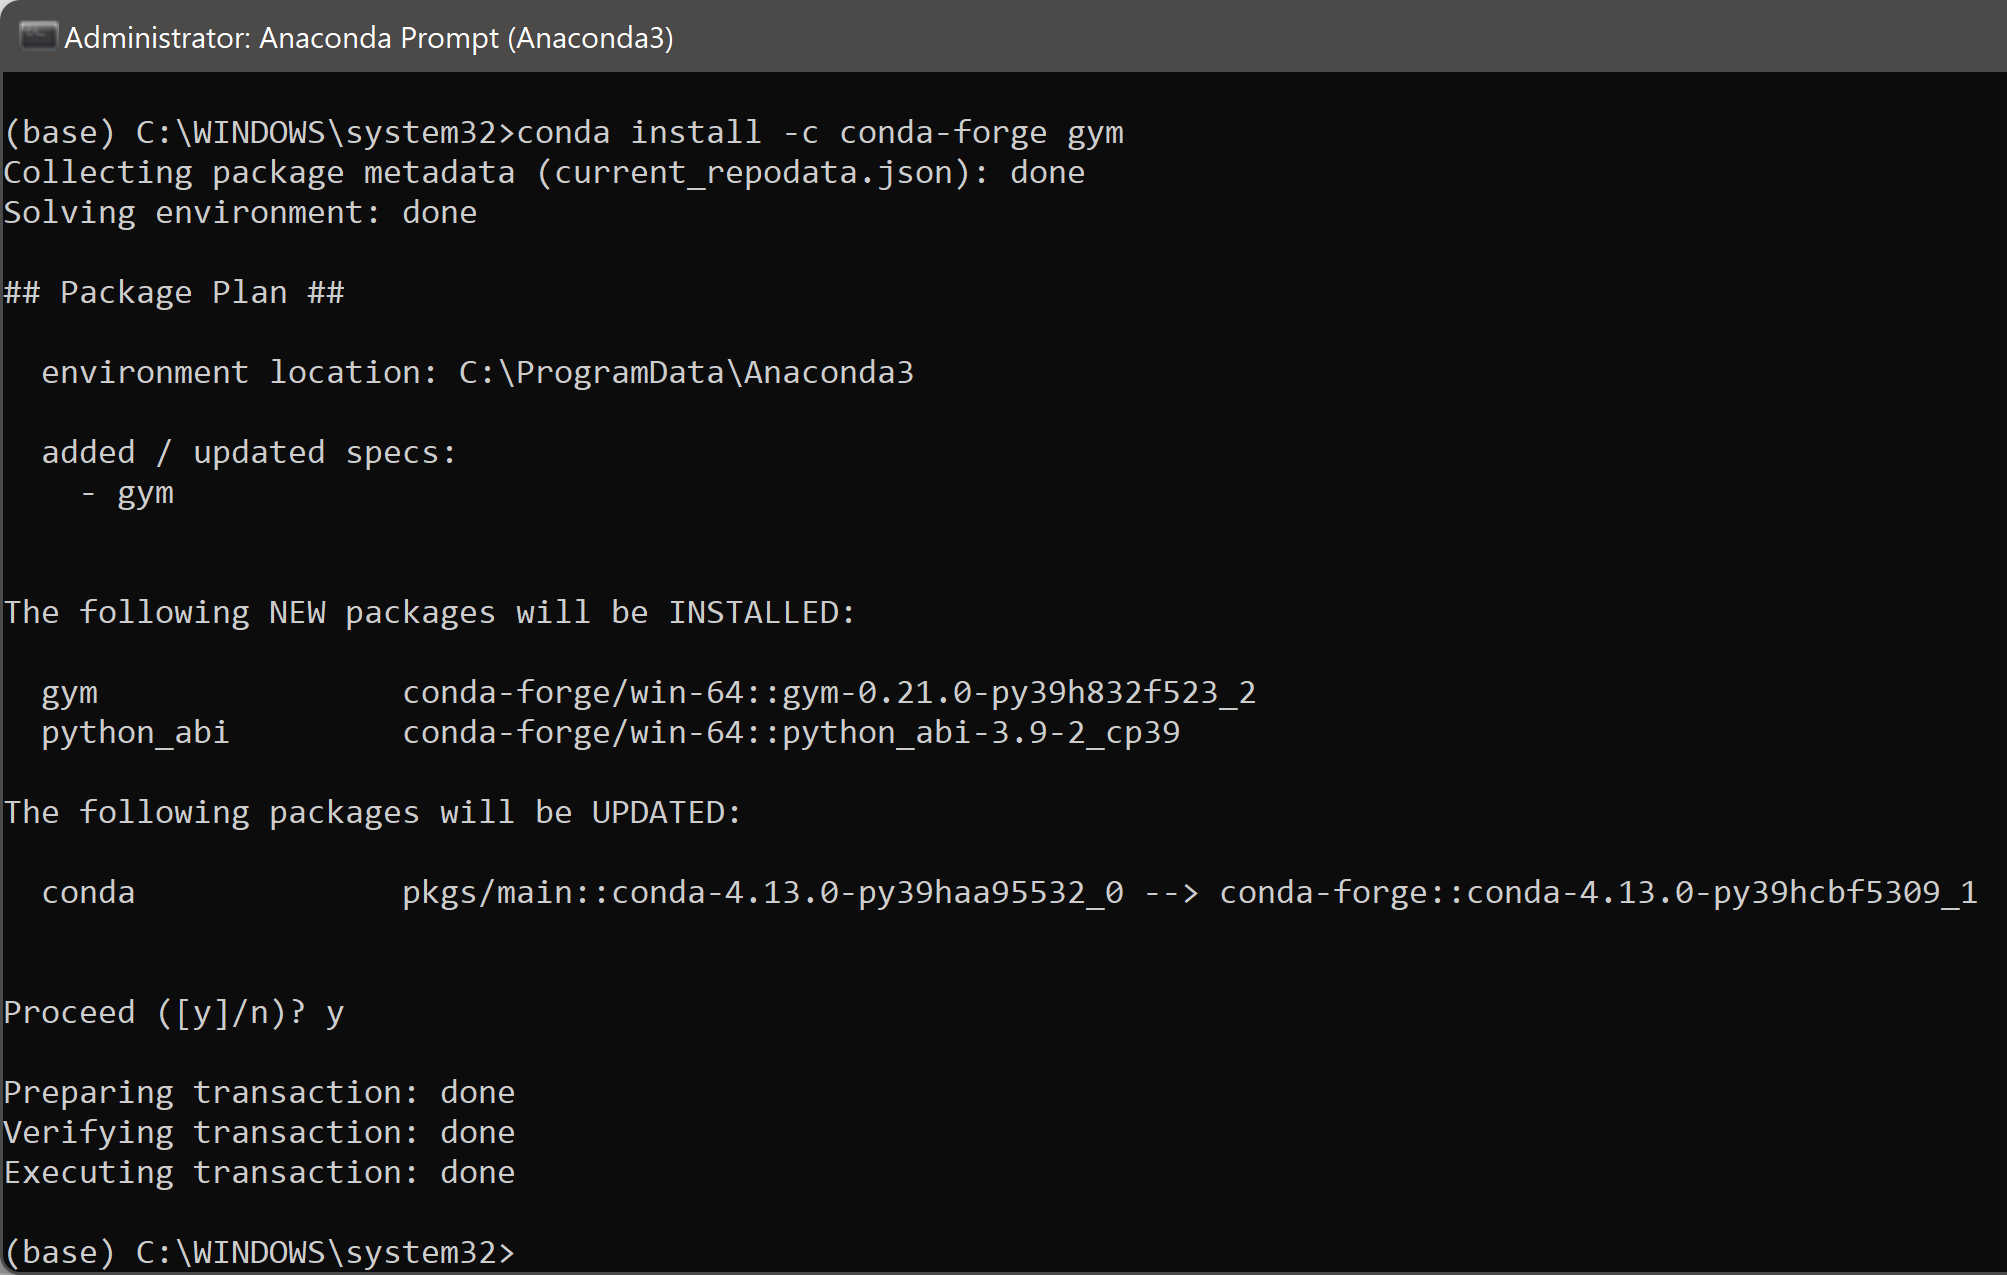 Administrator: Anaconda Prompt (Anaconda3)
(base) C:\WINDOWS\system32>conda install -c conda-forge gym
Collecting package metadata (current_repodata.json): done
Solving environment: done
## Package Plan ##
environment location: C:\ProgramData\Anaconda3
added / updated specs:
- gym
The following NEW packages will be INSTALLED:
gym conda-forge/win-64::gym-0.21.0-py39h832f523_2
python_abi conda-forge/win-64::python_abi-3.9-2_cp39
The following packages will be UPDATED:
conda pkgs/main::conda-4.13.0-py39haa95532_0 --> conda-forge::conda-4.13.0-py39hcbf5309_1
Proceed ([y]/n)? y
Preparing transaction: done
Verifying transaction: done
Executing transaction: done
(base) C:\WINDOWS\system32>